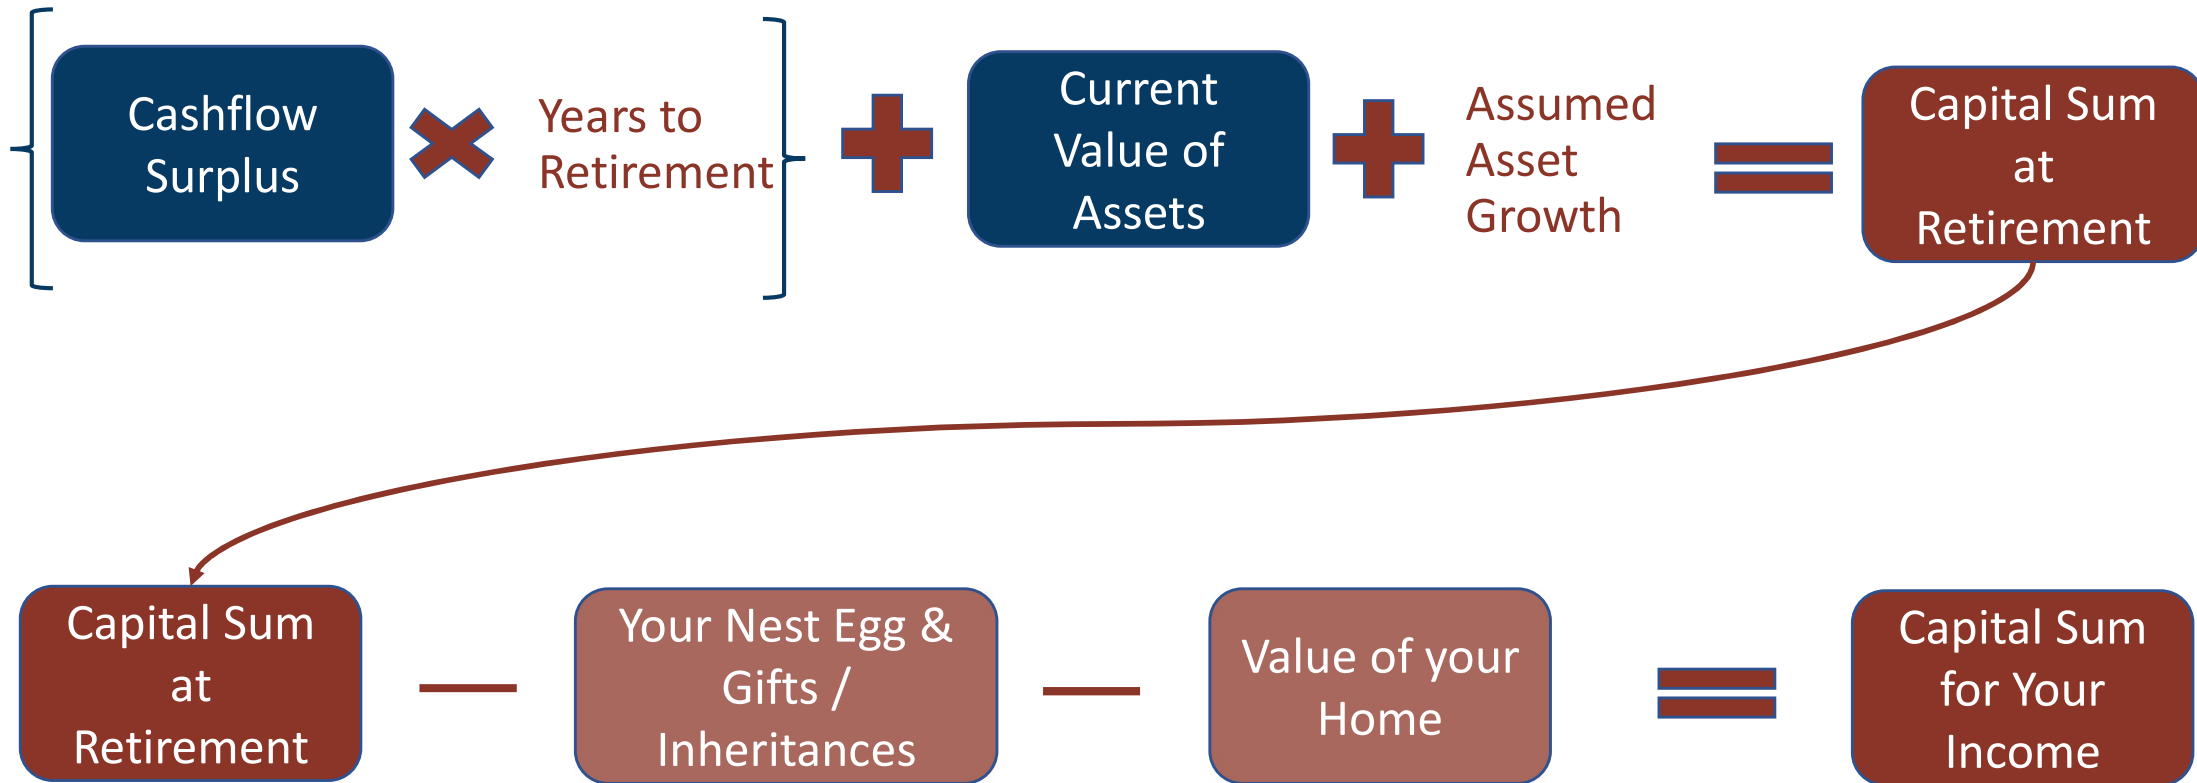 Cashflow
Surplus
Years to
Retirement
Current
Value of
Assets
Assumed
Asset
Growth
Capital Sum
at
Retirement
Capital Sum
at
Retirement
Your Nest Egg &
Gifts /
Inheritances
Value of your
Home
Capital Sum
for Your
Income